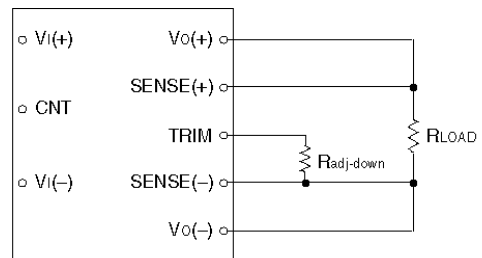 VI(+)
CNT
VI(–)
VO(+)
SENSE(+)
TRIM
SENSE(–)
VO(–)
Radj-down
RLOAD